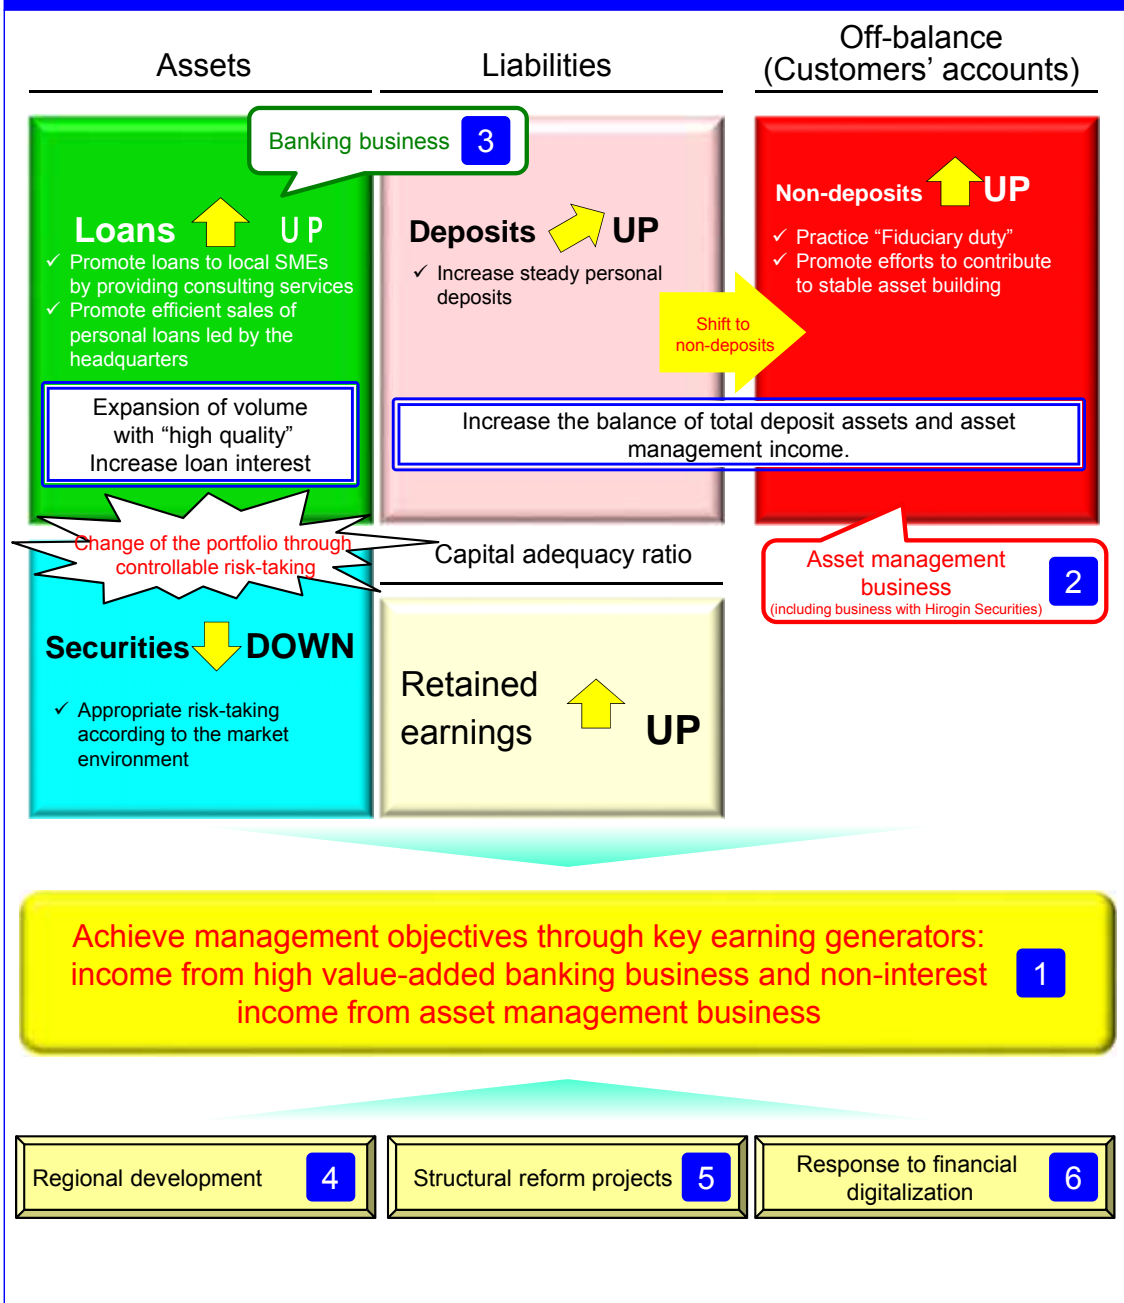 Assets
Liabilities
Off-balance
(Customers' accounts)
Banking business 3
Loans UP
✓ Promote loans to local SMEs
by providing consulting services
✓ Promote efficient sales of
personal loans led by the
headquarters
Expansion of volume
with “high quality”
Increase loan interest
Deposits UP
✓ Increase steady personal
deposits
Shift to
non-deposits
Non-deposits UP
✓ Practice “Fiduciary duty”
✓ Promote efforts to contribute
to stable asset building
Increase the balance of total deposit assets and asset
management income.
Change of the portfolio through
controllable risk-taking
Securities DOWN
✓ Appropriate risk-taking
according to the market
environment
Capital adequacy ratio
Retained
earnings UP
Asset management
business
(including business with Hirogin Securities)
2
Achieve management objectives through key earning generators:
income from high value-added banking business and non-interest
income from asset management business
1
Regional development 4
Structural reform projects 5
Response to financial
digitalization
6